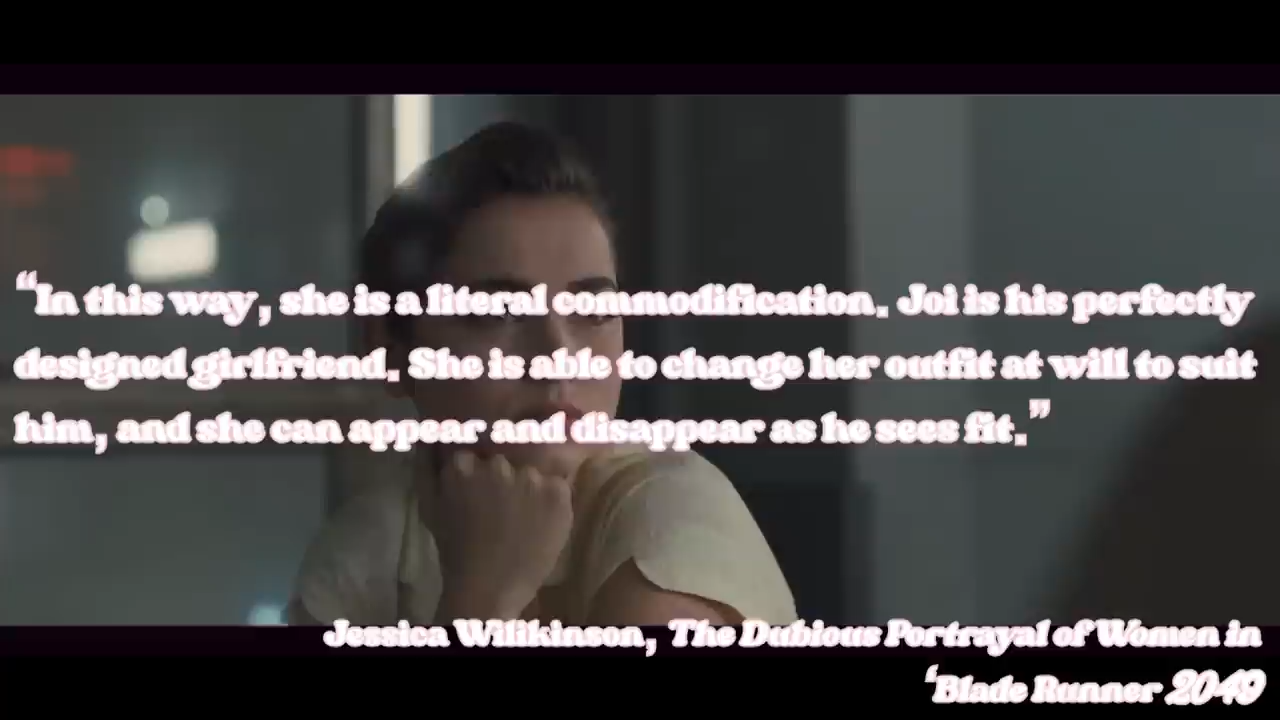 “In this way, she is a literal commodification. Joi is his perfectly
designed girlfriend. She is able to change her outfit at will to suit
him, and she can appear and disappear as he sees fit.”
Jessica Wilikinson, The Dubious Portrayal of Women in
‘Blade Runner 2049